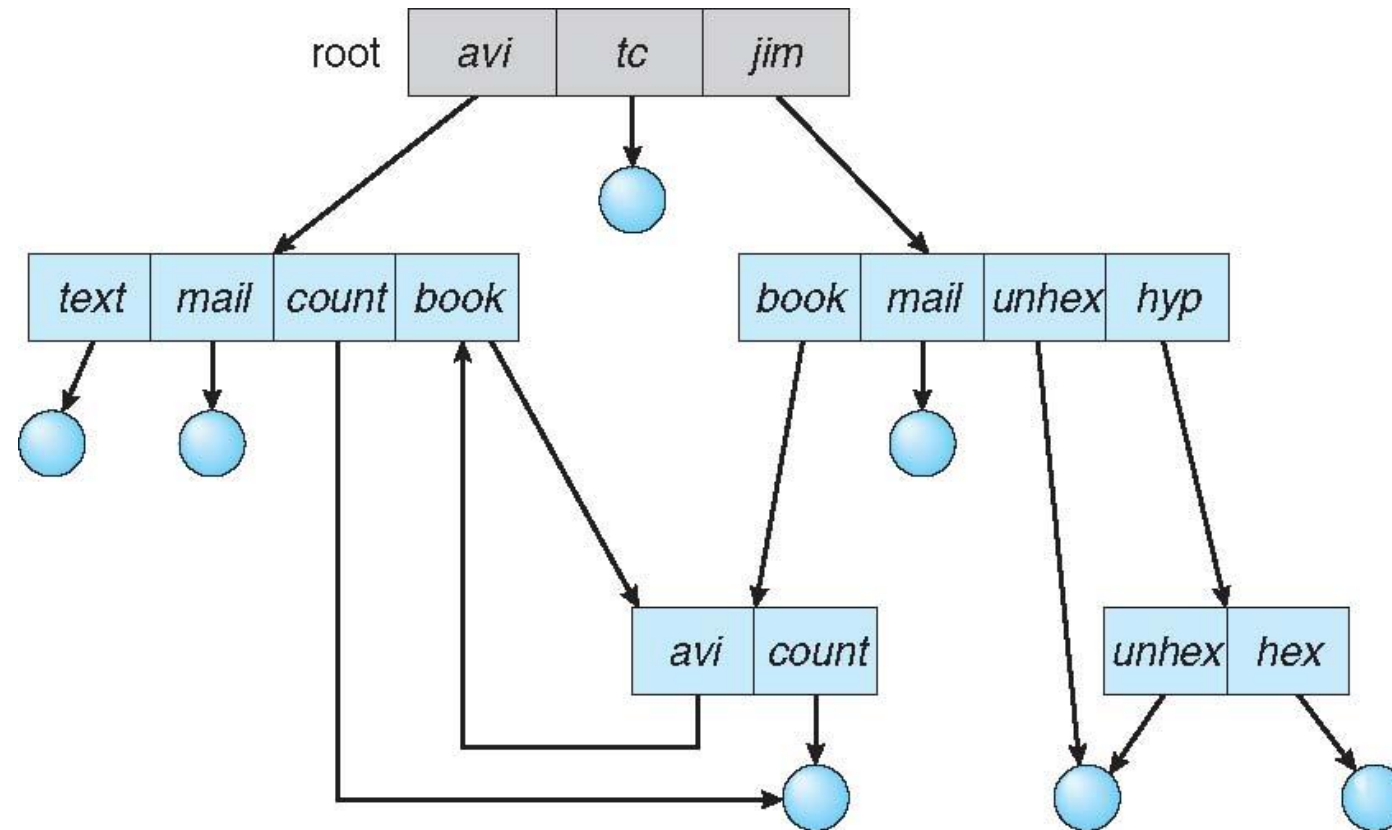 root avi tc jim
text mail count book book mail unhex hyp
avi count unhex hex